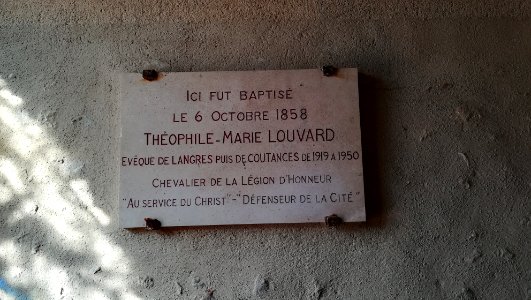 ICI FUT BAPTISÉ
LE 6 OCTOBRE 1858
THÉOPHILE-MARIE LOUVARD
EVÊQUE DE LANGRES PUIS DE COUTANCES DE 1919 A 1950
CHEVALIER DE LA LÉGION D'HONNEUR
"AU SERVICE DU CHRIST"-"DÉFENSEUR DE LA CITÉ"